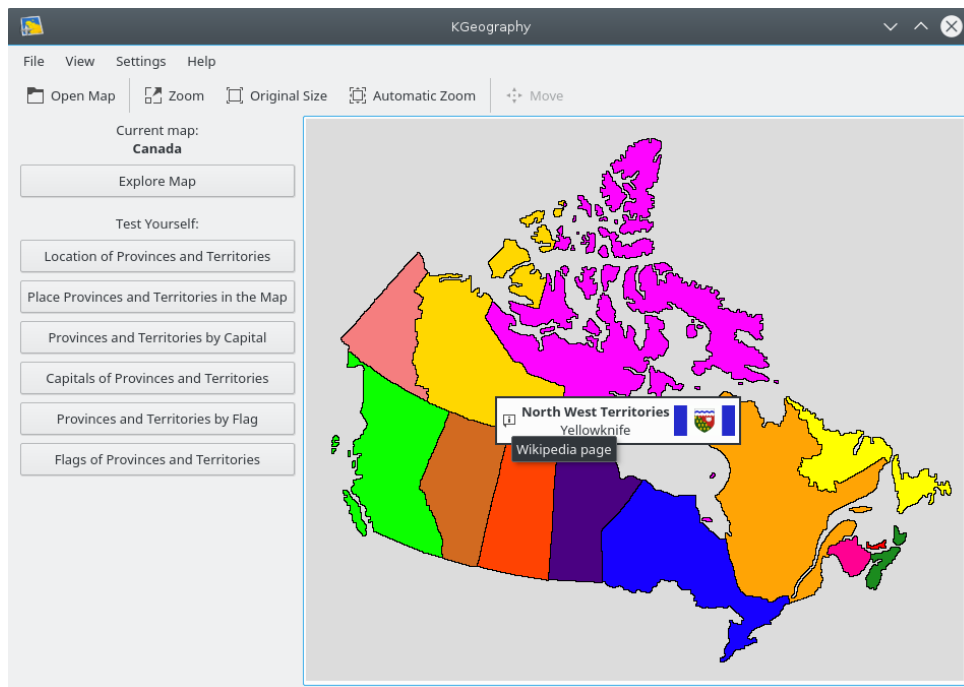 KGeography
File View Settings Help
Open Map Zoom Original Size Automatic Zoom Move
Current map:
Canada
Explore Map
Test Yourself:
Location of Provinces and Territories
Place Provinces and Territories in the Map
Provinces and Territories by Capital
Capitals of Provinces and Territories
Provinces and Territories by Flag
Flags of Provinces and Territories
North West Territories
Yellowknife
Wikipedia page